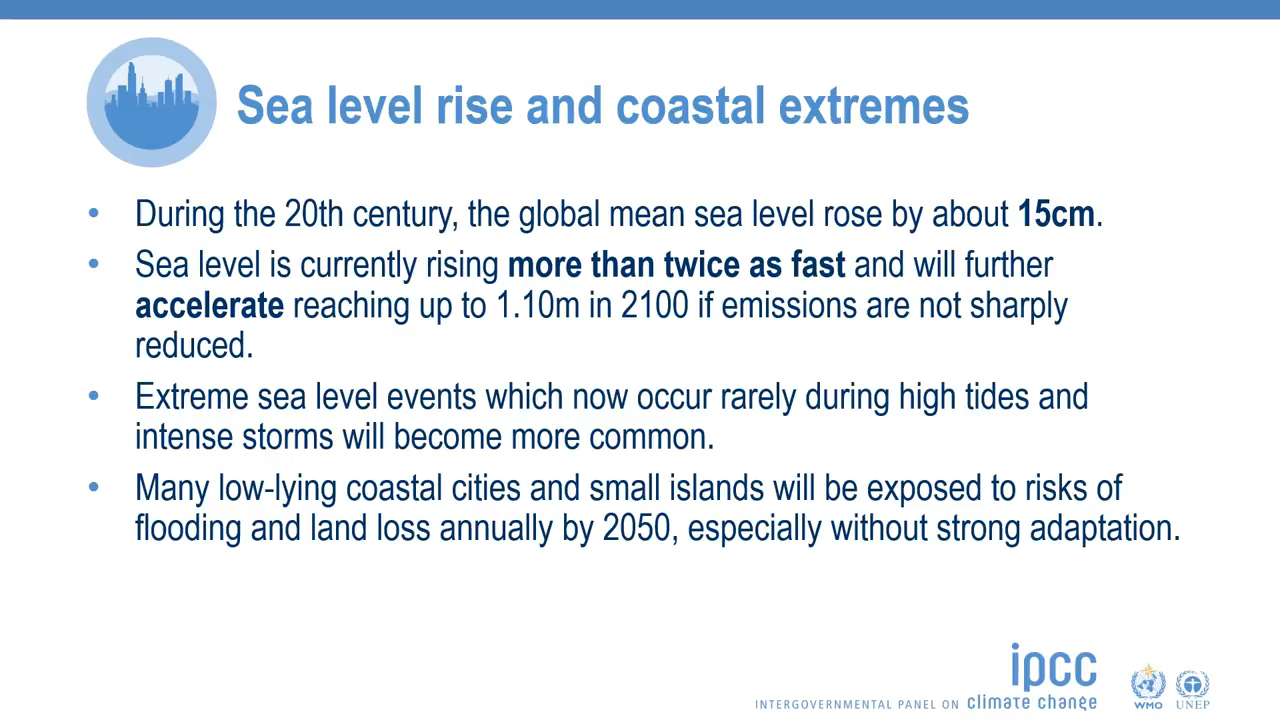 Sea level rise and coastal extremes
• During the 20th century, the global mean sea level rose by about 15cm.
• Sea level is currently rising more than twice as fast and will further
accelerate reaching up to 1.10m in 2100 if emissions are not sharply
reduced.
• Extreme sea level events which now occur rarely during high tides and
intense storms will become more common.
• Many low-lying coastal cities and small islands will be exposed to risks of
flooding and land loss annually by 2050, especially without strong adaptation.
ipcc
INTERGOVERNMENTAL PANEL ON climate change
WMO UNEP